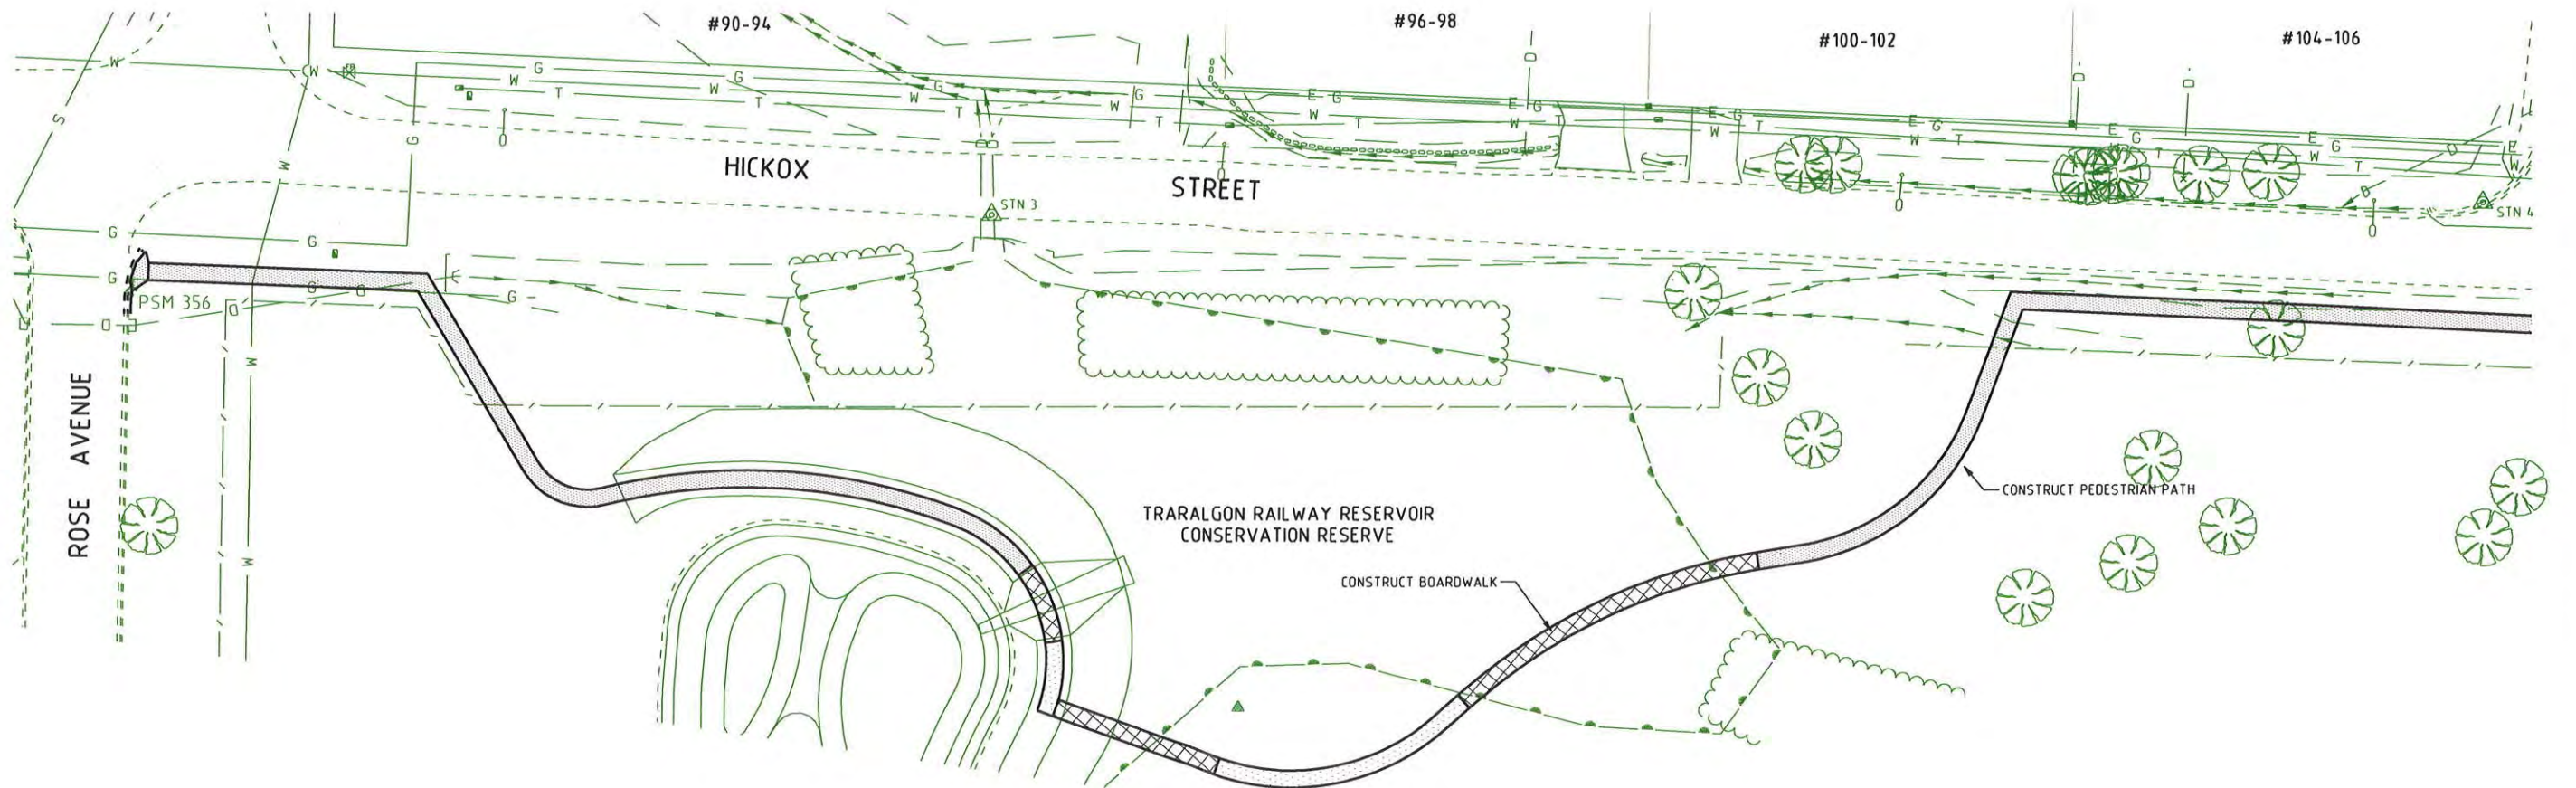 #90-94
#96-98
#100-102
#104-106
HICKOX
STREET
STN 3
STN 4
PSM 356
ROSE AVENUE
TRARALGON RAILWAY RESERVOIR
CONSERVATION RESERVE
CONSTRUCT BOARDWALK
CONSTRUCT PEDESTRIAN PATH
W
W
G
W
T
G
W
T
G
W
T
G
W
T
E G
W
T
E G
W
E G
W
T
E G
W
T
E G
T
E G
W
T
E
W
S
M
G
G
G
G
G
G
G
M
M
D
D
D
D
D